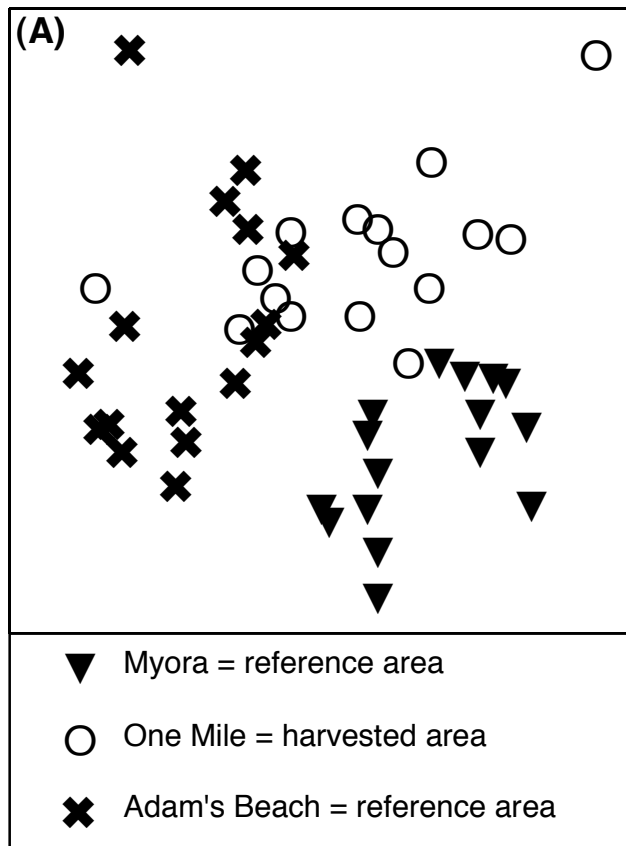 (A)
Myora = reference area
One Mile = harvested area
Adam's Beach = reference area